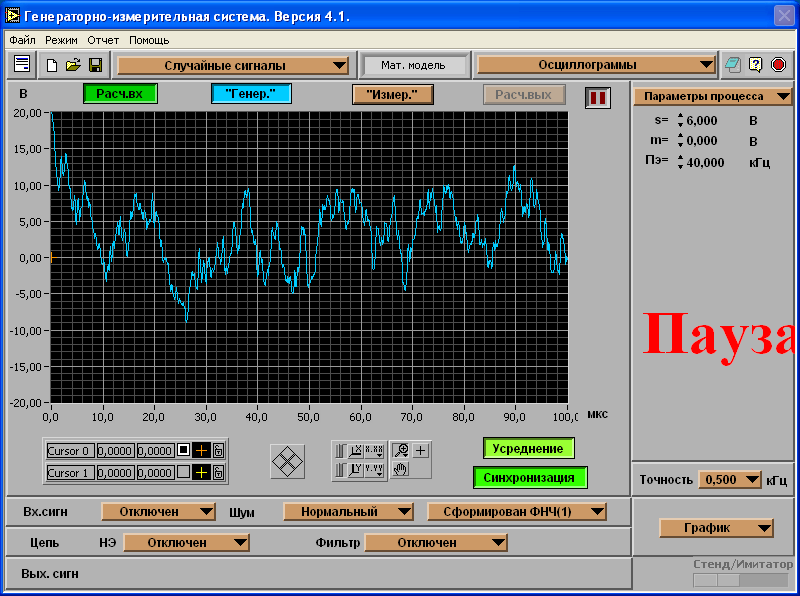 Генераторно-измерительная система. Версия 4.1.
Файл Режим Отчет Помощь
Случайные сигналы Мат. модель Осциллограммы
В Расч.вх "Генер." "Измер." Расч.вых
Параметры процесса
s= 6,000 В
m= 0,000 В
Пэ= 40,000 кГц
20,00
15,00
10,00
5,00
0,00
-5,00
-10,00
-15,00
-20,00
0,0 10,0 20,0 30,0 40,0 50,0 60,0 70,0 80,0 90,0 100,0 мкс
Пауза
Cursor 0 0,0000 0,0000
Cursor 1 0,0000 0,0000
X X.XX
Y Y.YY
Усреднение
Синхронизация
Точность 0,500 кГц
Вх.сигн Отключен Шум Нормальный Сформирован ФНЧ(1)
График
Цепь НЭ Отключен Фильтр Отключен
Стенд/Имитатор
Вых. сигн